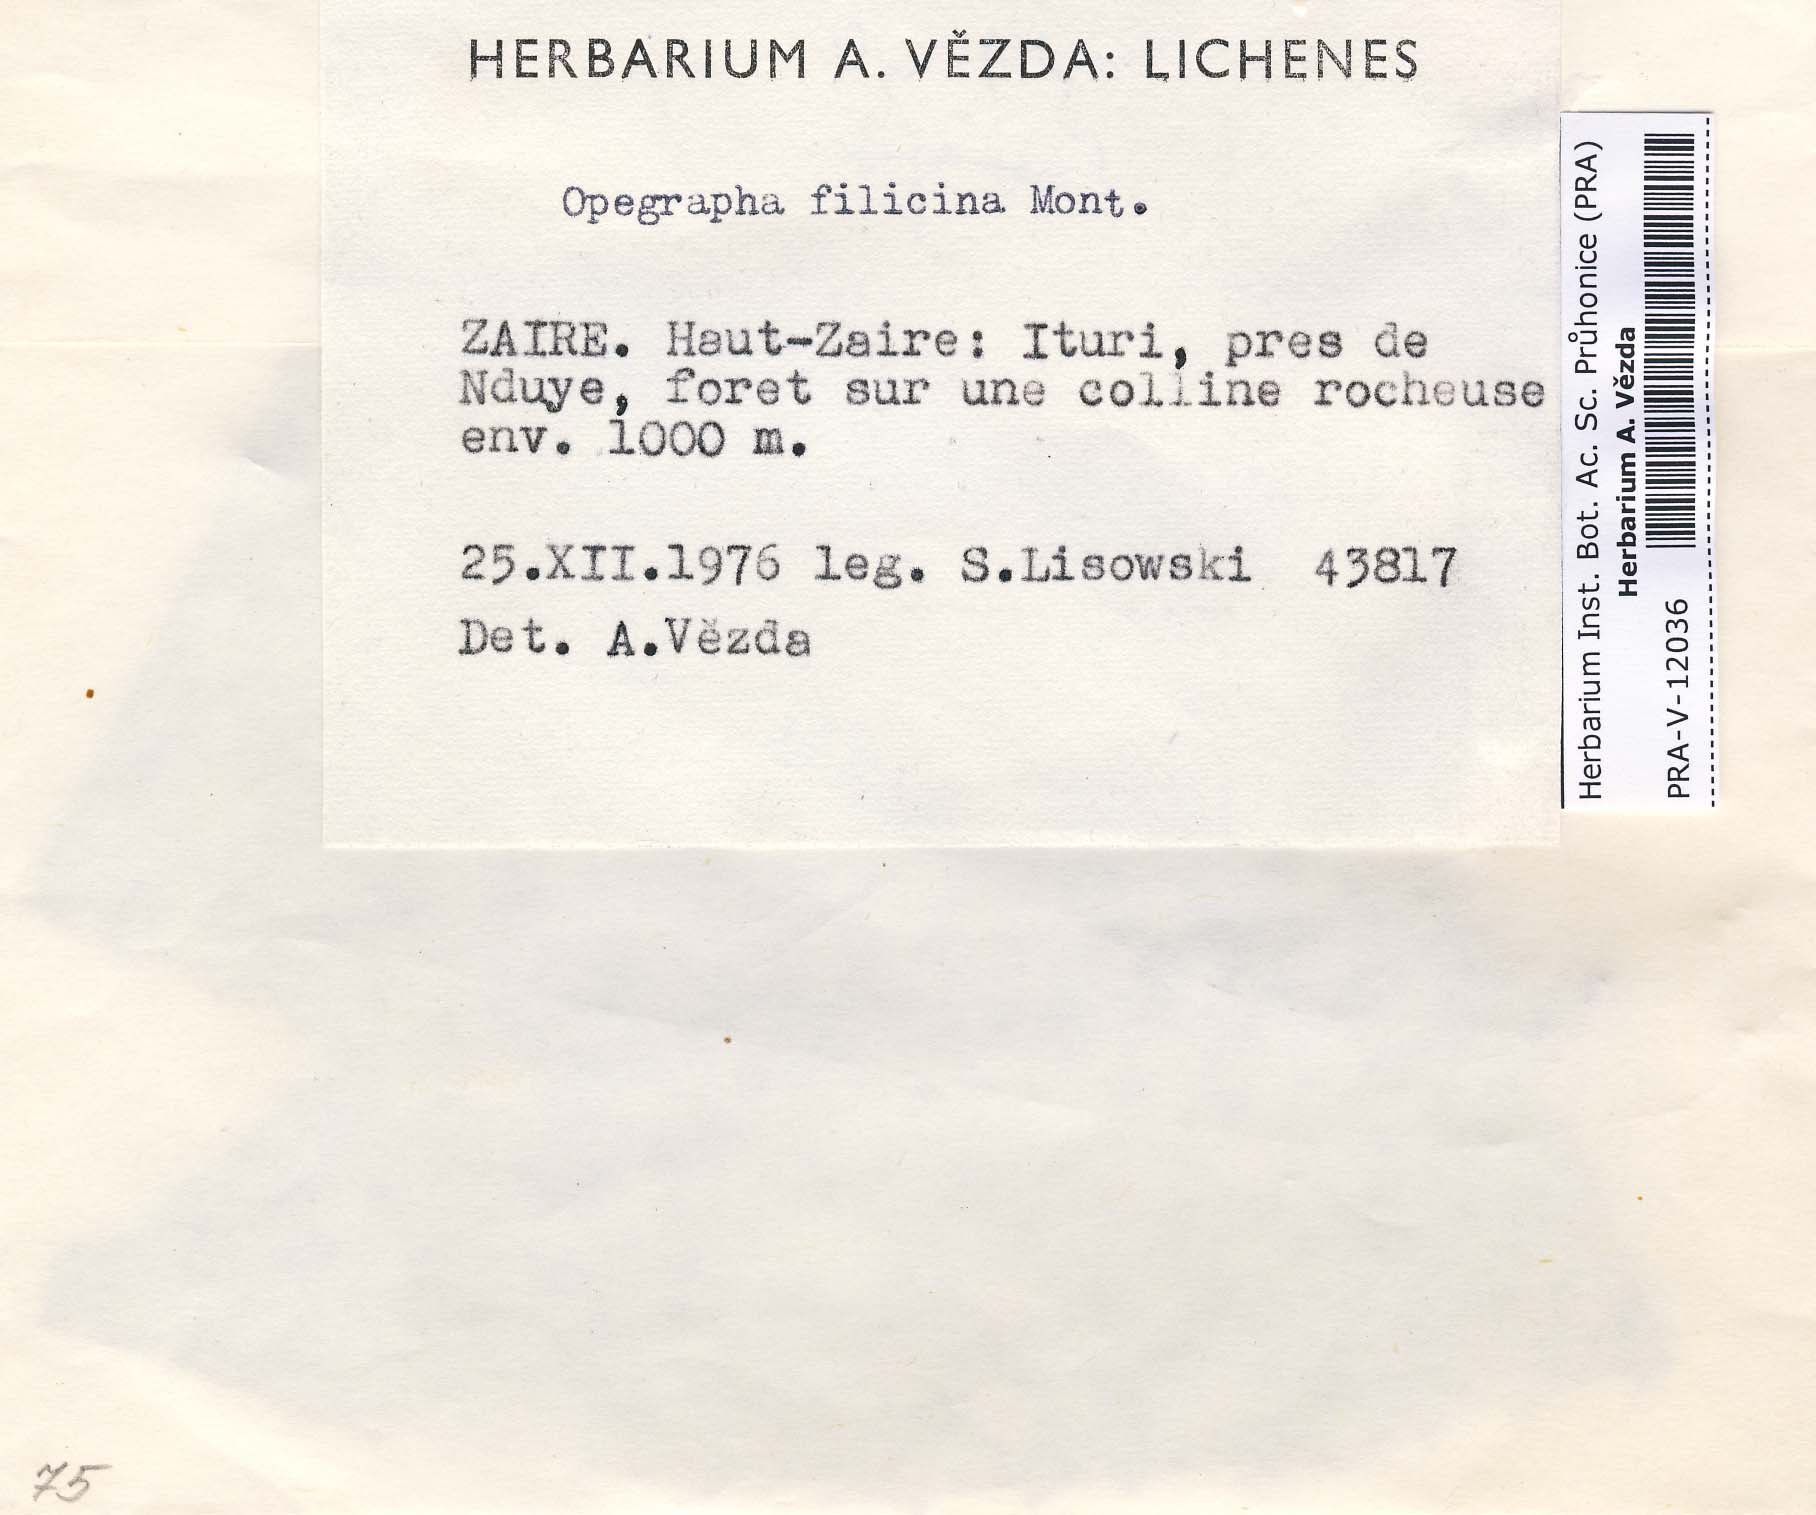 HERBARIUM A. VĚZDA: LICHENES
Opegrapha filicina Mont.
ZAIRE. Haut-Zaire: Ituri, pres de
Nduye, foret sur une colline rocheuse
env. 1000 m.
25.XII.1976 leg. S.Lisowski 43817
Det. A.Vězda
Herbarium Inst. Bot. Ac. Sc. Průhonice (PRA)
Herbarium A. Vězda
PRA-V-12036
75